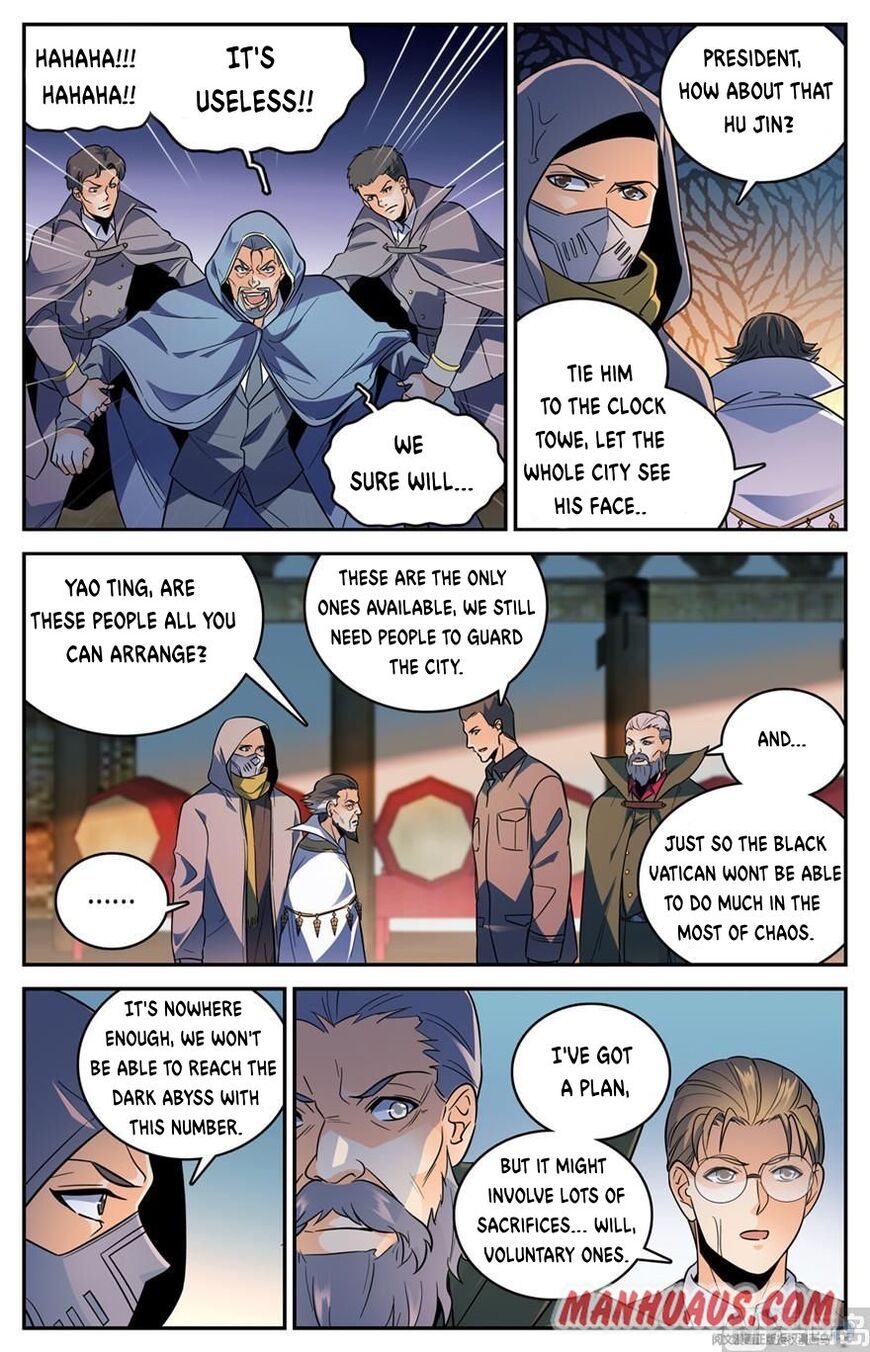 HAHAHA!!!
HAHAHA!!
IT'S
USELESS!!
WE
SURE WILL...
PRESIDENT,
HOW ABOUT THAT
HU JIN?
TIE HIM
TO THE CLOCK
TOWE, LET THE
WHOLE CITY SEE
HIS FACE..
YAO TING, ARE
THESE PEOPLE ALL YOU
CAN ARRANGE?
THESE ARE THE ONLY
ONES AVAILABLE, WE STILL
NEED PEOPLE TO GUARD
THE CITY.
AND...
JUST SO THE BLACK
VATICAN WONT BE ABLE
TO DO MUCH IN THE
MOST OF CHAOS.
......
IT'S NOWHERE
ENOUGH, WE WON'T
BE ABLE TO REACH THE
DARK ABYSS WITH
THIS NUMBER.
I'VE GOT
A PLAN,
BUT IT MIGHT
INVOLVE LOTS OF
SACRIFICES... WILL,
VOLUNTARY ONES.
MANHUAUS.COM